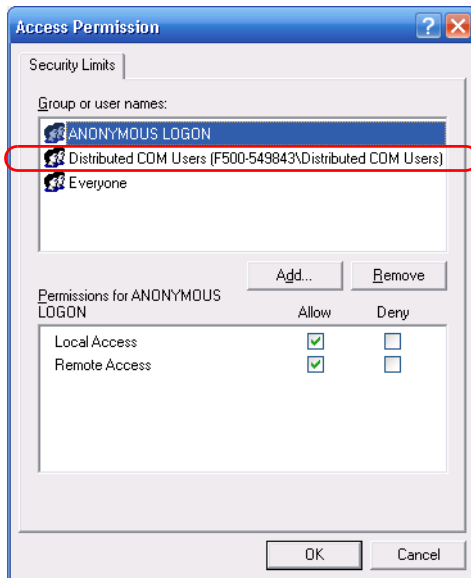 Access Permission
Security Limits
Group or user names:
ANONYMOUS LOGON
Distributed COM Users (F500-549843\Distributed COM Users)
Everyone
Add... Remove
Permissions for ANONYMOUS
LOGON Allow Deny
Local Access
Remote Access
OK Cancel